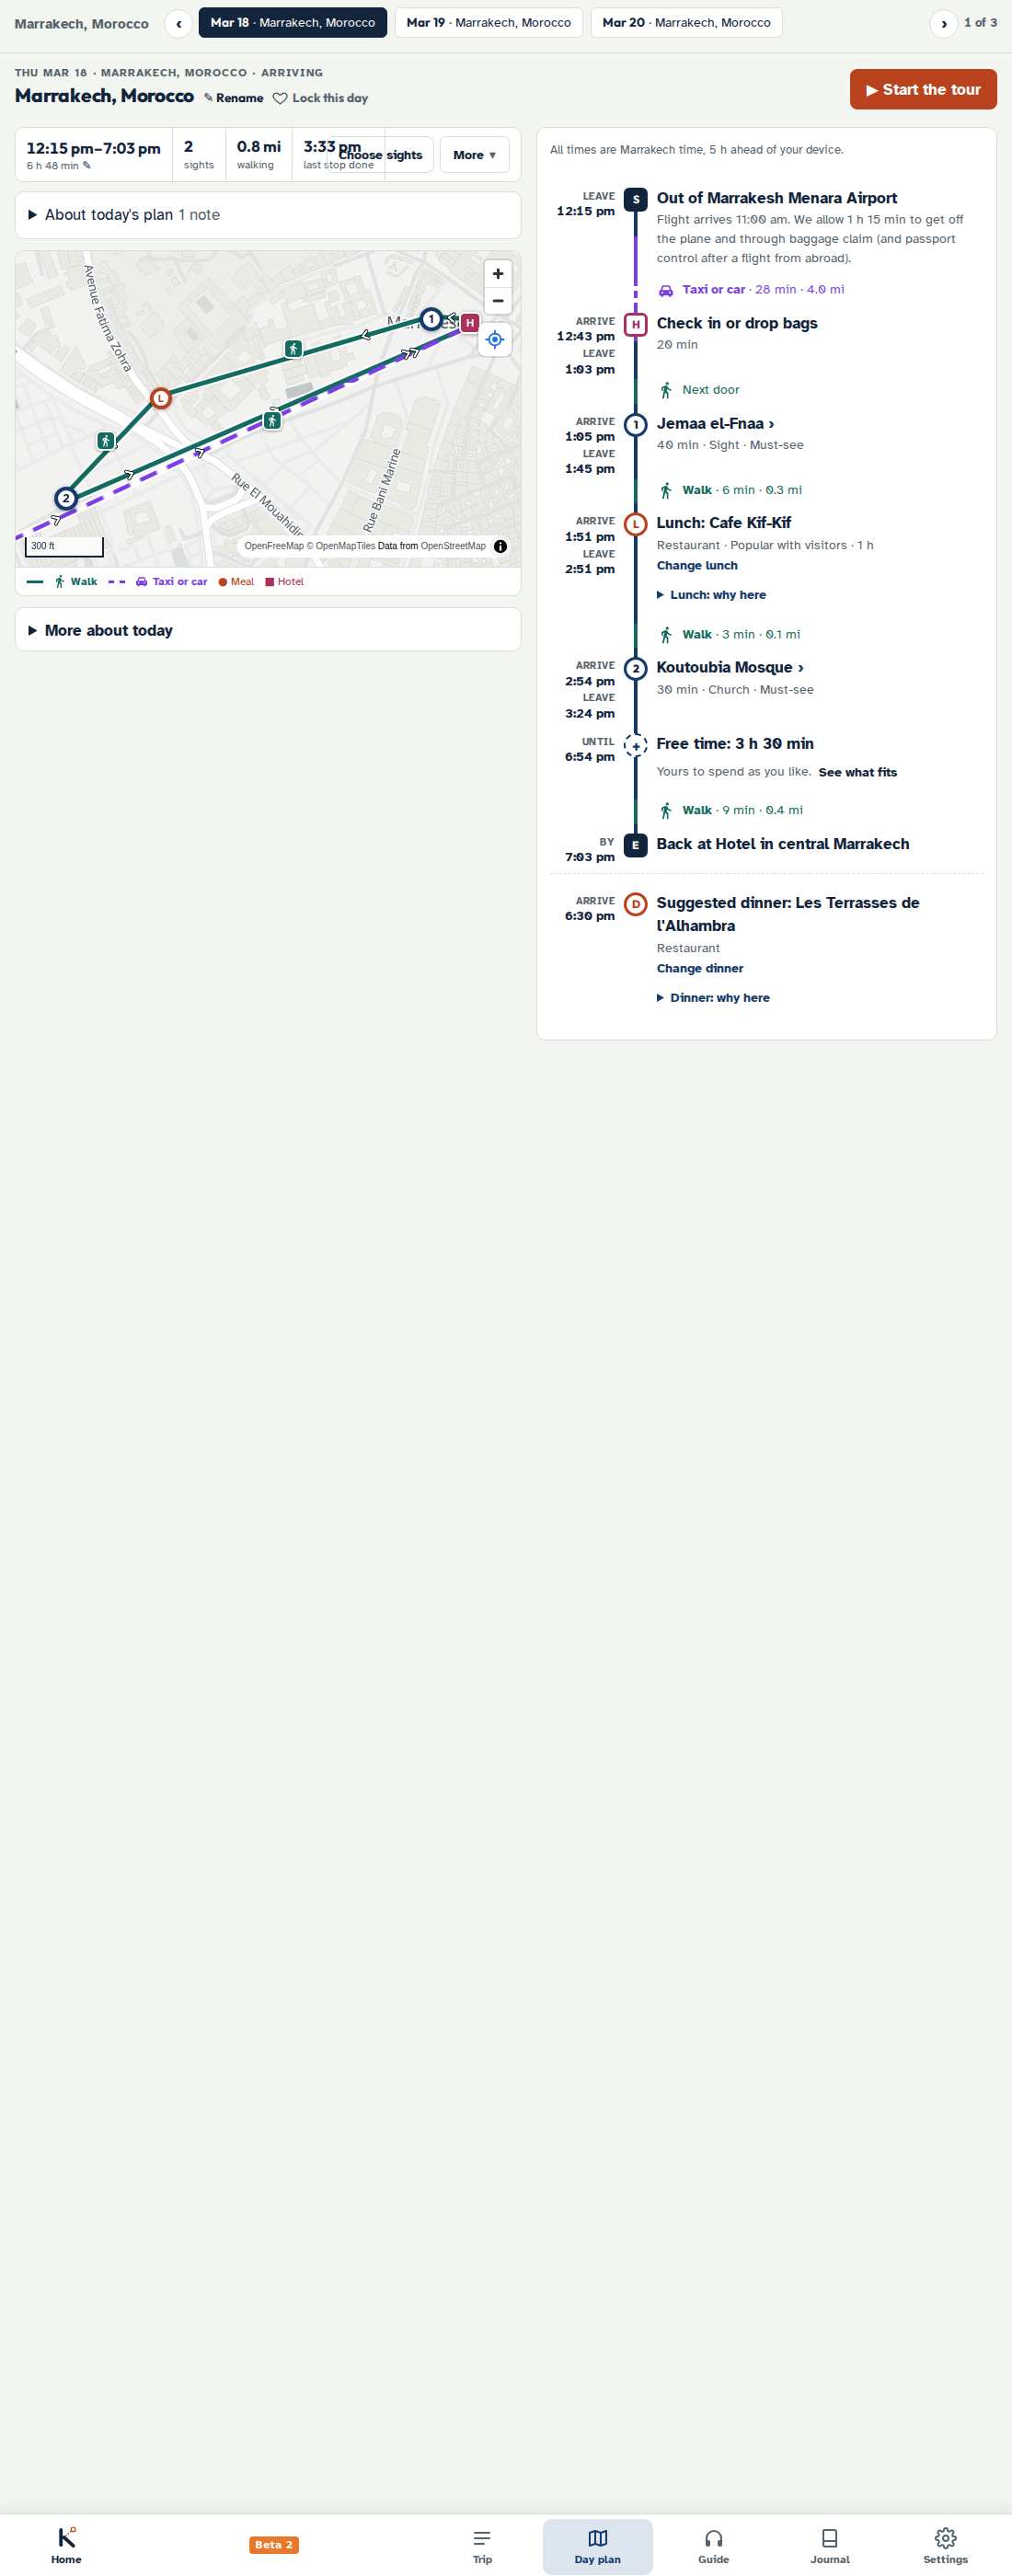 Marrakech, Morocco
‹
Mar 18 · Marrakech, Morocco
Mar 19 · Marrakech, Morocco
Mar 20 · Marrakech, Morocco
›
1 of 3
THU MAR 18 · MARRAKECH, MOROCCO · ARRIVING
Marrakech, Morocco ✎ Rename Lock this day
▶ Start the tour
12:15 pm–7:03 pm
6 h 48 min ✎
2
sights
0.8 mi
walking
3:33 pm
last stop done
Choose sights
More ▾
▶ About today's plan 1 note
Avenue Fatima Zohra
Rue El Mouahidin
Rue Bani Marine
+
−
1
H
L
2
300 ft
OpenFreeMap © OpenMapTiles Data from OpenStreetMap
Walk
Taxi or car
Meal
Hotel
▶ More about today
All times are Marrakech time, 5 h ahead of your device.
LEAVE
12:15 pm
S
Out of Marrakesh Menara Airport
Flight arrives 11:00 am. We allow 1 h 15 min to get off
the plane and through baggage claim (and passport
control after a flight from abroad).
Taxi or car · 28 min · 4.0 mi
ARRIVE
12:43 pm
LEAVE
1:03 pm
H
Check in or drop bags
20 min
Next door
ARRIVE
1:05 pm
LEAVE
1:45 pm
1
Jemaa el-Fnaa ›
40 min · Sight · Must-see
Walk · 6 min · 0.3 mi
ARRIVE
1:51 pm
LEAVE
2:51 pm
L
Lunch: Cafe Kif-Kif
Restaurant · Popular with visitors · 1 h
Change lunch
▶ Lunch: why here
Walk · 3 min · 0.1 mi
ARRIVE
2:54 pm
LEAVE
3:24 pm
2
Koutoubia Mosque ›
30 min · Church · Must-see
UNTIL
6:54 pm
+
Free time: 3 h 30 min
Yours to spend as you like. See what fits
Walk · 9 min · 0.4 mi
BY
7:03 pm
E
Back at Hotel in central Marrakech
ARRIVE
6:30 pm
D
Suggested dinner: Les Terrasses de
l'Alhambra
Restaurant
Change dinner
▶ Dinner: why here
Home
Beta 2
Trip
Day plan
Guide
Journal
Settings